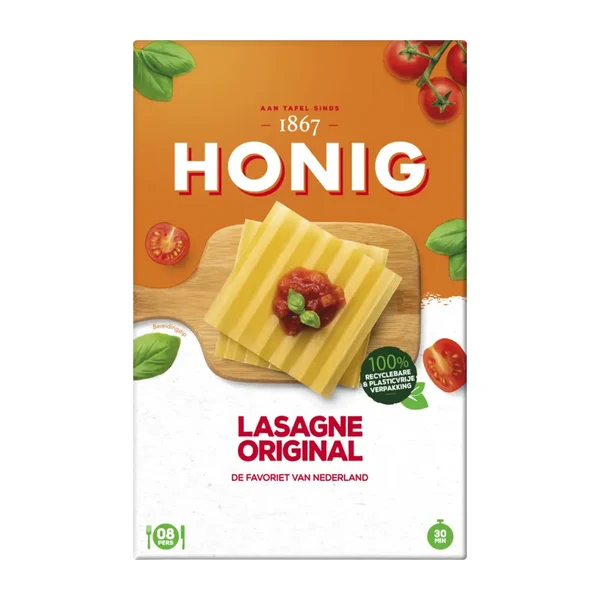 AAN TAFEL SINDS
1867
HONIG
Bereidingstip
100%
RECYCLEBARE
& PLASTICVRIJE
VERPAKKING
LASAGNE
ORIGINAL
DE FAVORIET VAN NEDERLAND
08
PERS
30
MIN